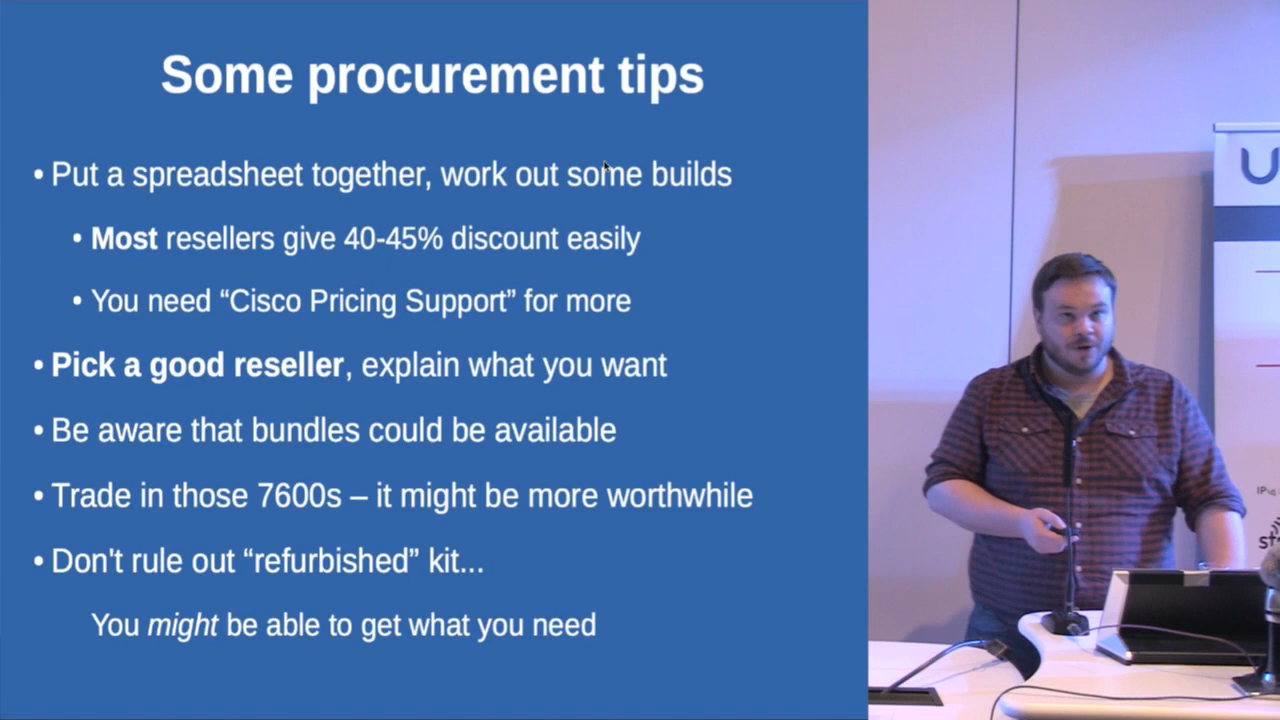 Some procurement tips
• Put a spreadsheet together, work out some builds
• Most resellers give 40-45% discount easily
• You need “Cisco Pricing Support” for more
• Pick a good reseller, explain what you want
• Be aware that bundles could be available
• Trade in those 7600s – it might be more worthwhile
• Don't rule out “refurbished” kit...
You might be able to get what you need
U